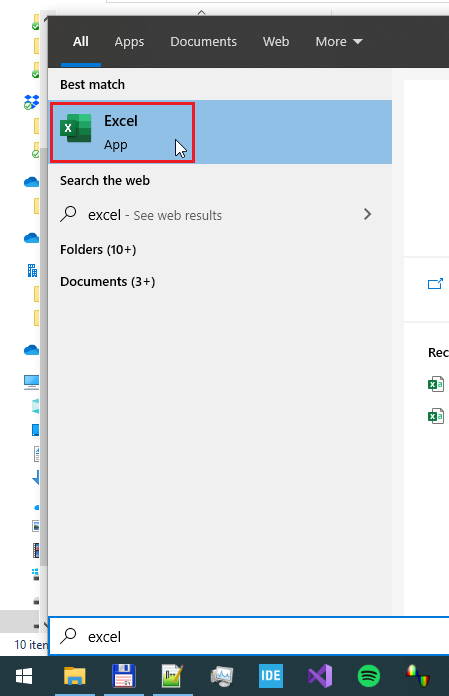 All Apps Documents Web More
Best match
Excel
App
Search the web
excel - See web results
Folders (10+)
Documents (3+)
Rec
excel
10 iten
IDE